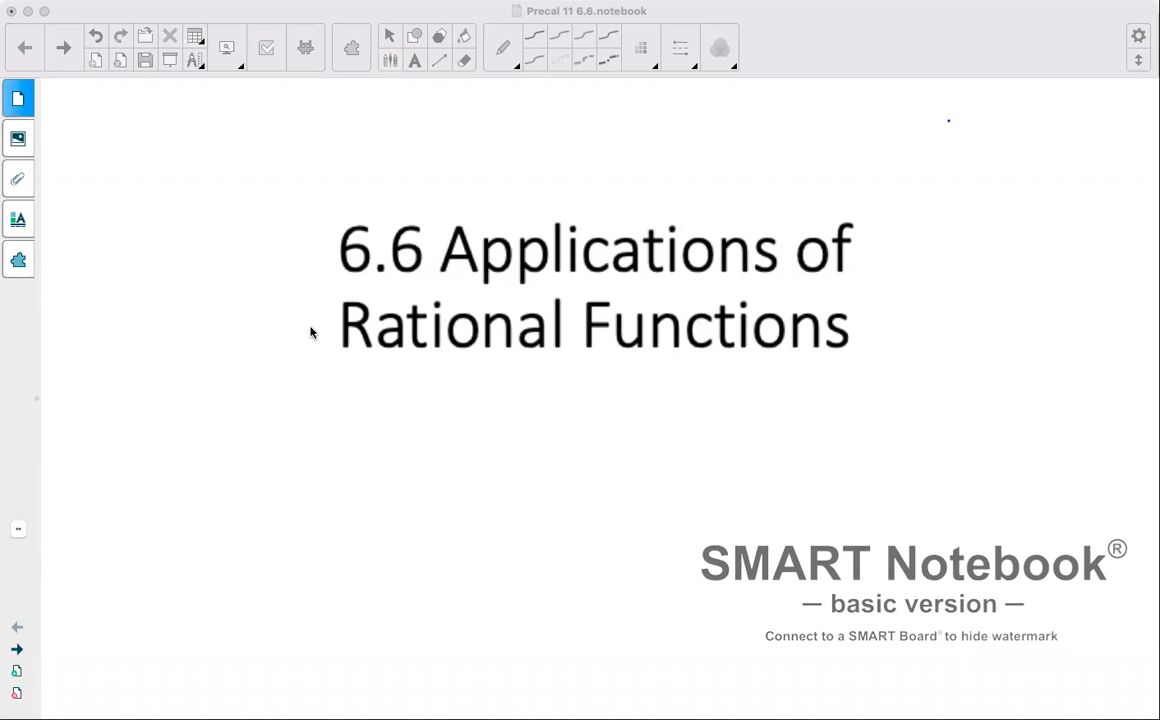 Precal 11 6.6.notebook
6.6 Applications of
Rational Functions
SMART Notebook®
— basic version —
Connect to a SMART Board® to hide watermark